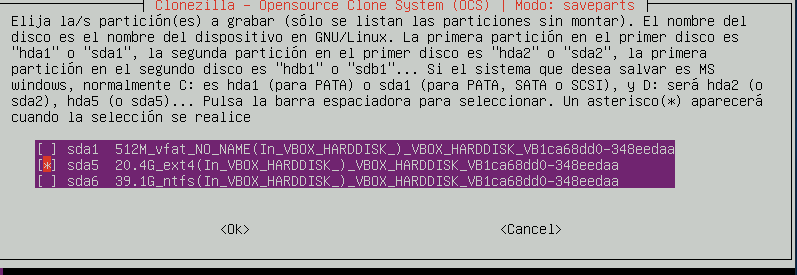 Clonezilla - Opensource Clone System (OCS) | Modo: saveparts
Elija la/s partición(es) a grabar (sólo se listan las particiones sin montar). El nombre del
disco es el nombre del dispositivo en GNU/Linux. La primera partición en el primer disco es
"hda1" o "sda1", la segunda partición en el primer disco es "hda2" o "sda2", la primera
partición en el segundo disco es "hdb1" o "sdb1"... Si el sistema que desea salvar es MS
windows, normalmente C: es hda1 (para PATA) o sda1 (para PATA, SATA o SCSI), y D: será hda2 (o
sda2), hda5 (o sda5)... Pulsa la barra espaciadora para seleccionar. Un asterisco(*) aparecerá
cuando la selección se realice
[ ] sda1 512M_vfat_NO_NAME(In_VBOX_HARDDISK_)_VBOX_HARDDISK_VB1ca68dd0-348eedaa
[*] sda5 20.4G_ext4(In_VBOX_HARDDISK_)_VBOX_HARDDISK_VB1ca68dd0-348eedaa
[ ] sda6 39.1G_ntfs(In_VBOX_HARDDISK_)_VBOX_HARDDISK_VB1ca68dd0-348eedaa
<Ok> <Cancel>